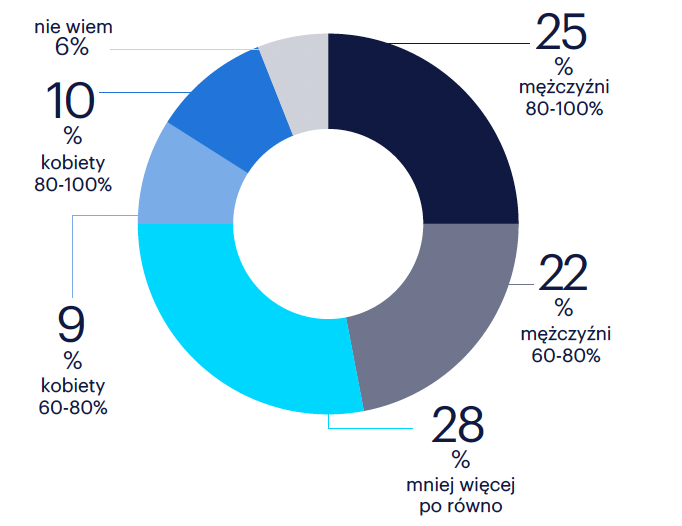 nie wiem
6%
25
%
mężczyźni
80-100%
10
%
kobiety
80-100%
22
%
mężczyźni
60-80%
9
%
kobiety
60-80%
28
%
mniej więcej
po równo